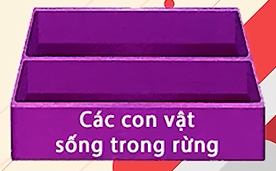 Các con vật
sống trong rừng